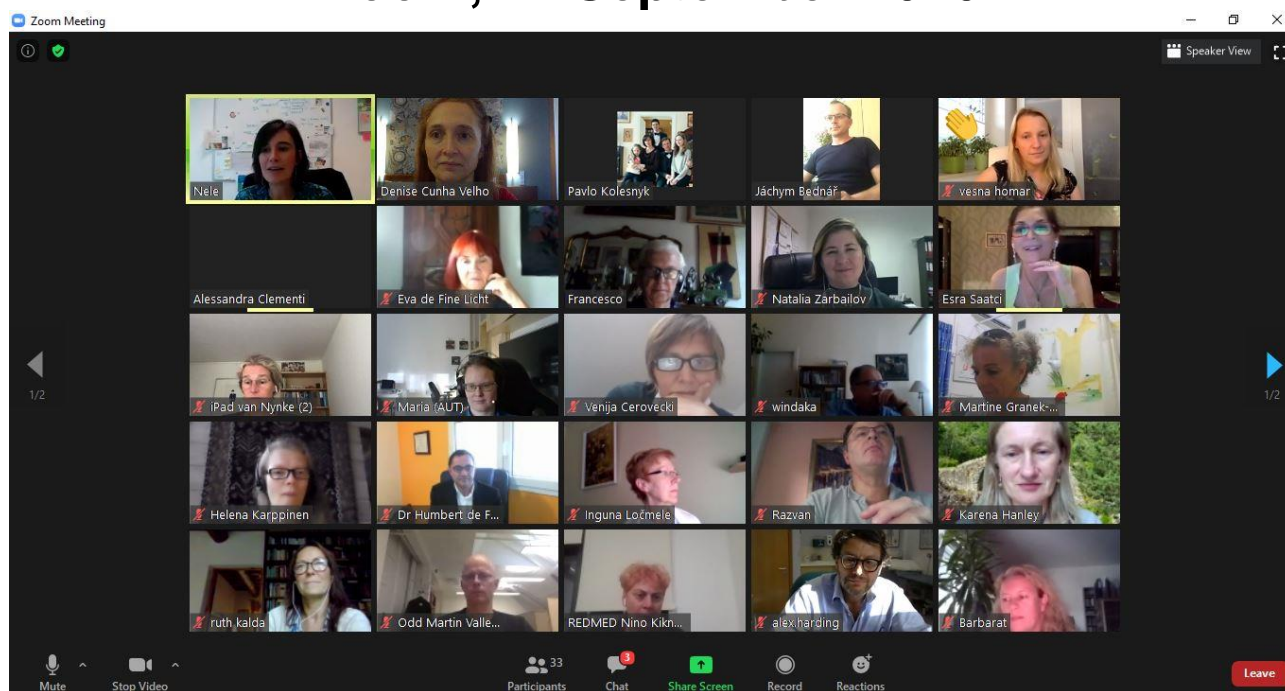 September
Zoom Meeting
Speaker View
Nele
Denise Cunha Velho
Pavlo Kolesnyk
Jáchym Bednář
vesna homar
Alessandra Clementi
Eva de Fine Licht
Francesco
Natalia Zarbailov
Esra Saatci
iPad van Nynke (2)
Maria (AUT)
Venija Cerovecki
windaka
Martine Granek-...
Helena Karppinen
Dr Humbert de F...
Inguna Ločmele
Razvan
Karena Hanley
ruth kalda
Odd Martin Valle...
REDMED Nino Kikn...
alex.harding
Barbarat
1/2
1/2
Mute
Stop Video
33
Participants
3
Chat
Share Screen
Record
Reactions
Leave